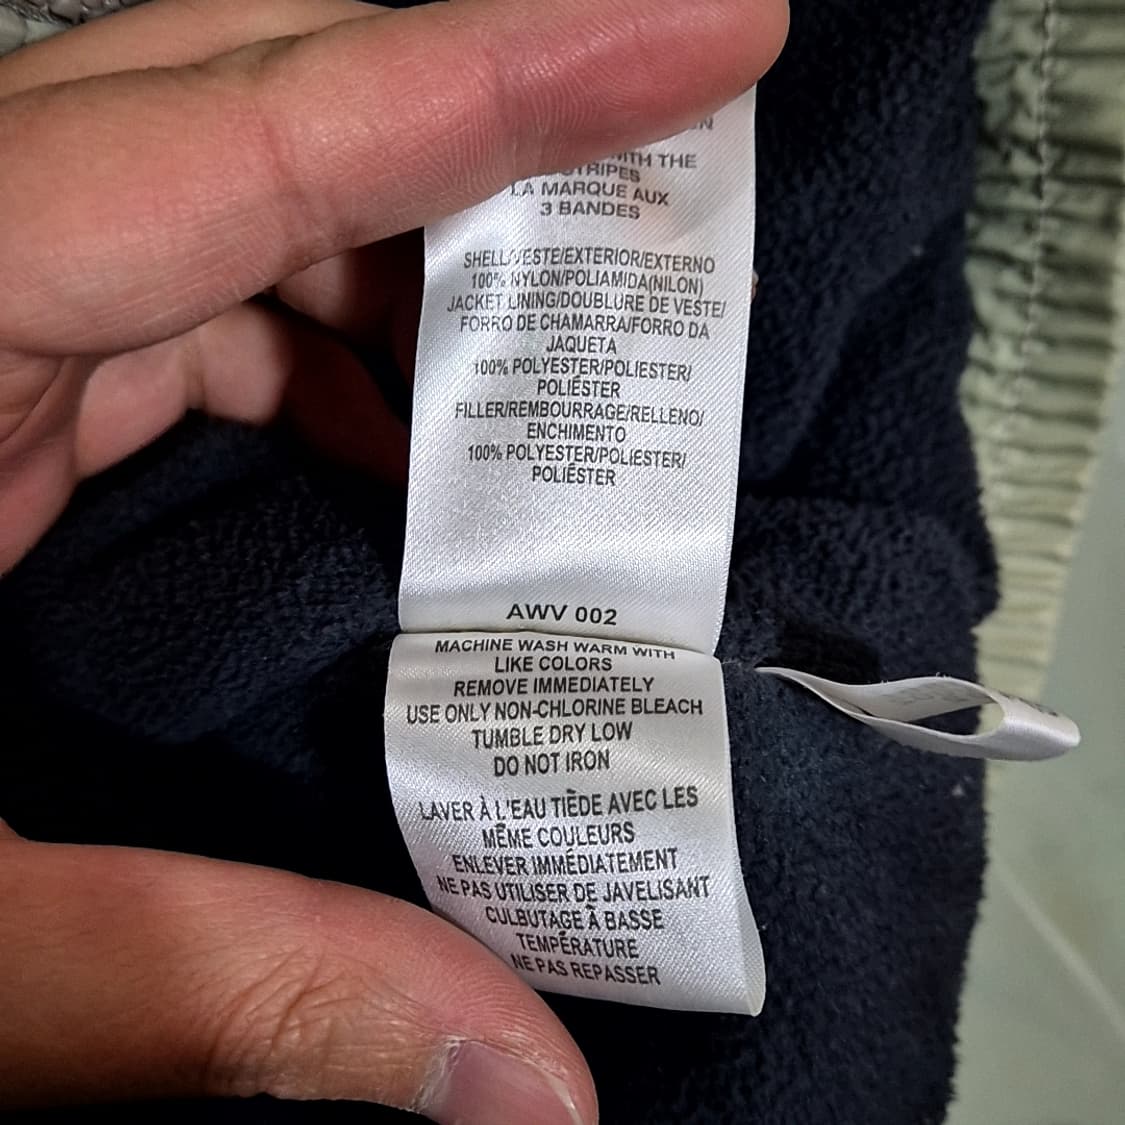 WITH THE
STRIPES
LA MARQUE AUX
3 BANDES
SHELL/VESTE/EXTERIOR/EXTERNO
100% NYLON/POLIAMIDA(NILON)
JACKET LINING/DOUBLURE DE VESTE/
FORRO DE CHAMARRA/FORRO DA
JAQUETA
100% POLYESTER/POLIESTER/
POLIÉSTER
FILLER/REMBOURRAGE/RELLENO/
ENCHIMENTO
100% POLYESTER/POLIESTER/
POLIÉSTER
AWV 002
MACHINE WASH WARM WITH
LIKE COLORS
REMOVE IMMEDIATELY
USE ONLY NON-CHLORINE BLEACH
TUMBLE DRY LOW
DO NOT IRON
LAVER À L'EAU TIÈDE AVEC LES
MÊME COULEURS
ENLEVER IMMÉDIATEMENT
NE PAS UTILISER DE JAVELISANT
CULBUTAGE À BASSE
TEMPÉRATURE
NE PAS REPASSER